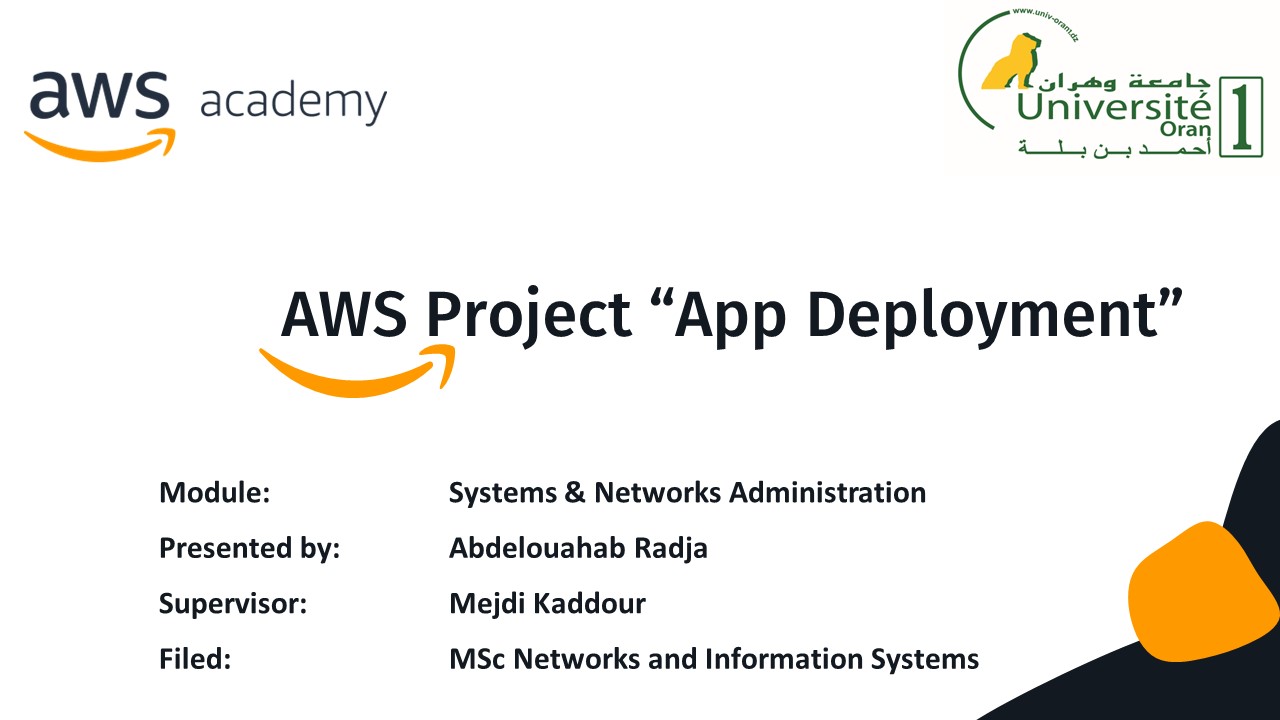 aws academy
www.univ-oran1.dz
جامعة وهران
Université
Oran
1
أحمد بن بلة
AWS Project “App Deployment”
Module: Systems & Networks Administration
Presented by: Abdelouahab Radja
Supervisor: Mejdi Kaddour
Filed: MSc Networks and Information Systems